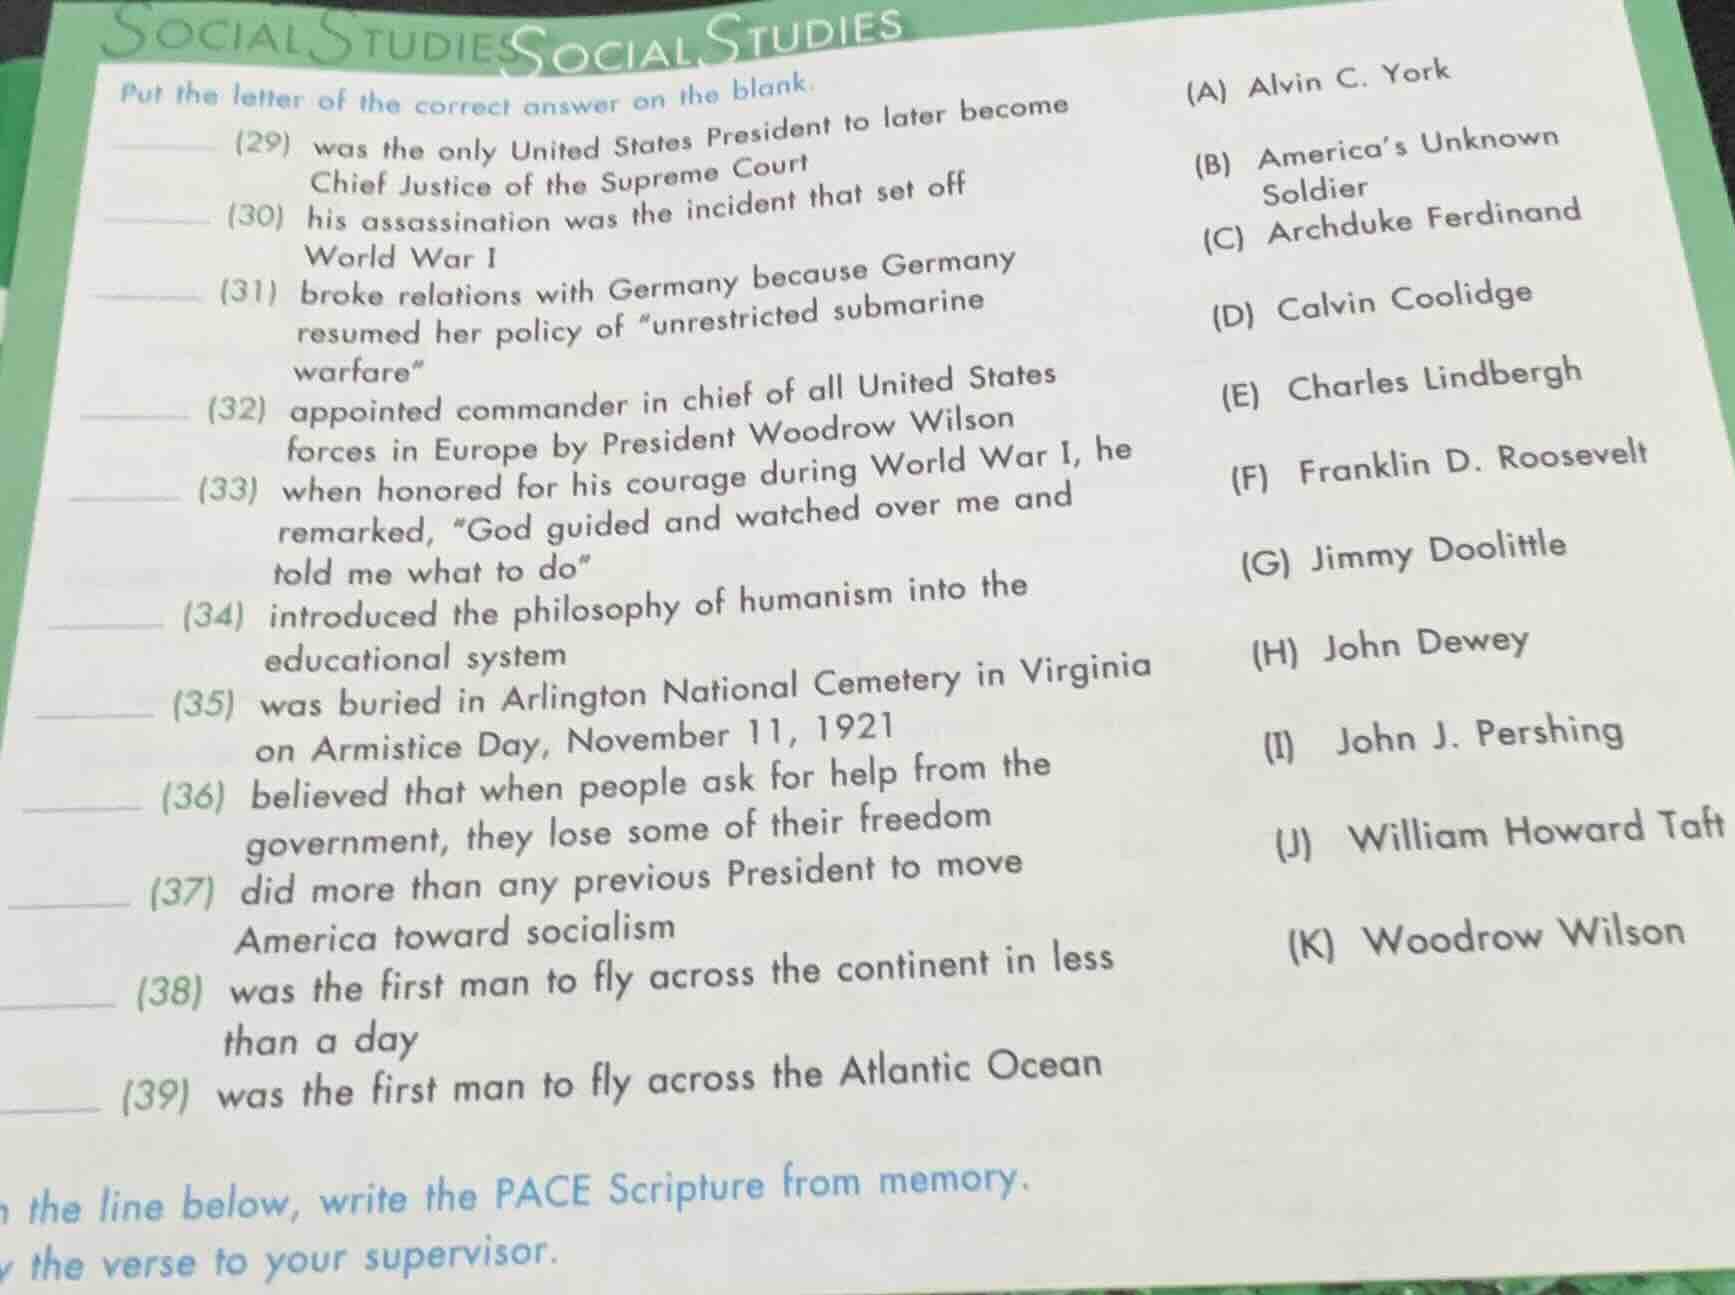 SOCIAL STUDIES SOCIAL STUDIES
Put the letter of the correct answer on the blank.
(29) was the only United States President to later become
Chief Justice of the Supreme Court
(30) his assassination was the incident that set off
World War I
(31) broke relations with Germany because Germany
resumed her policy of "unrestricted submarine
warfare"
(32) appointed commander in chief of all United States
forces in Europe by President Woodrow Wilson
(33) when honored for his courage during World War I, he
remarked, "God guided and watched over me and
told me what to do"
(34) introduced the philosophy of humanism into the
educational system
(35) was buried in Arlington National Cemetery in Virginia
on Armistice Day, November 11, 1921
(36) believed that when people ask for help from the
government, they lose some of their freedom
(37) did more than any previous President to move
America toward socialism
(38) was the first man to fly across the continent in less
than a day
(39) was the first man to fly across the Atlantic Ocean
(A) Alvin C. York
(B) America's Unknown
Soldier
(C) Archduke Ferdinand
(D) Calvin Coolidge
(E) Charles Lindbergh
(F) Franklin D. Roosevelt
(G) Jimmy Doolittle
(H) John Dewey
(I) John J. Pershing
(J) William Howard Taft
(K) Woodrow Wilson
the line below, write the PACE Scripture from memory.
the verse to your supervisor.